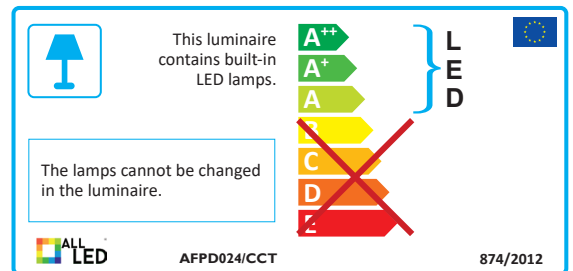 This luminaire
contains built-in
LED lamps.
A++
A+
A
B
C
D
E
L
E
D
The lamps cannot be changed
in the luminaire.
ALL
LED
AFPD024/CCT
874/2012